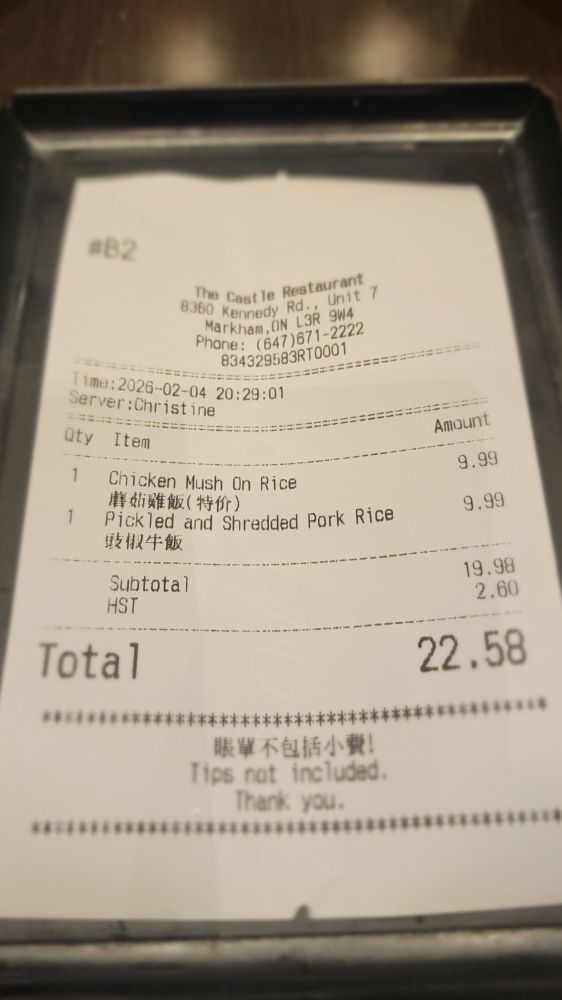 #B2
The Castle Restaurant
8360 Kennedy Rd., Unit 7
Markham,ON L3R 9W4
Phone: (647)671-2222
834329583RT0001
Time:2026-02-04 20:29:01
Server:Christine
Qty Item Amount
1 Chicken Mush On Rice 9.99
蘑茹雞飯(特价)
1 Pickled and Shredded Pork Rice 9.99
豉椒牛飯
Subtotal 19.98
HST 2.60
Total 22.58
********************************************
賬單不包括小費!
Tips not included.
Thank you.
********************************************